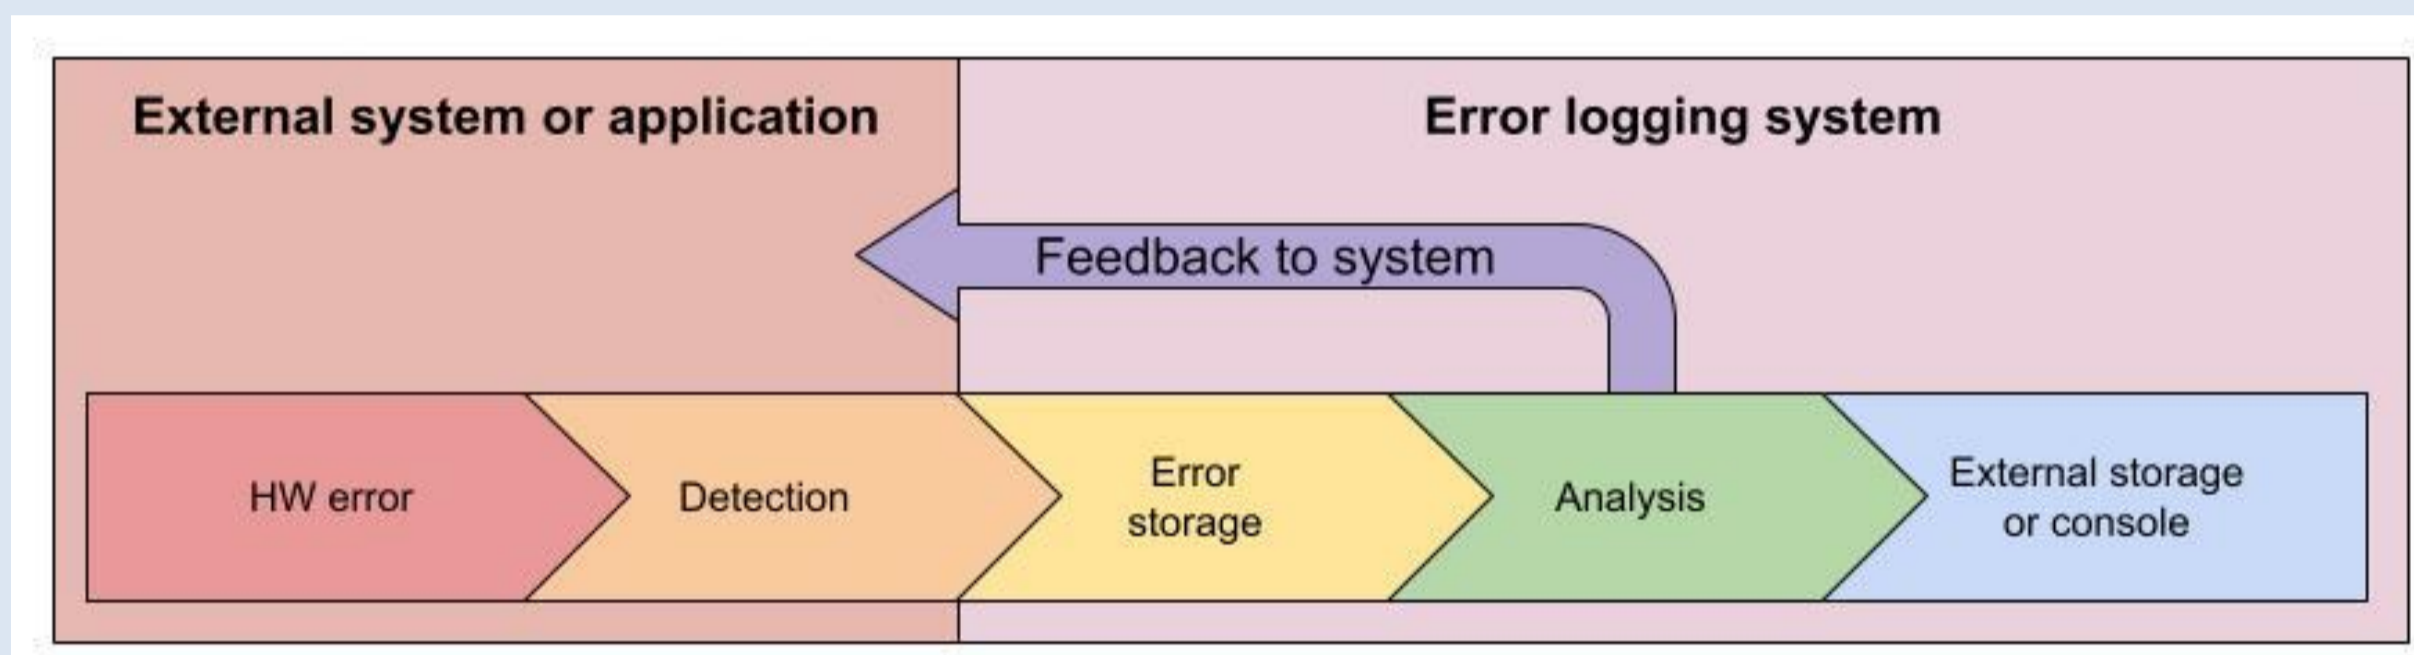 External system or application
Error logging system
Feedback to system
HW error
Detection
Error
storage
Analysis
External storage
or console